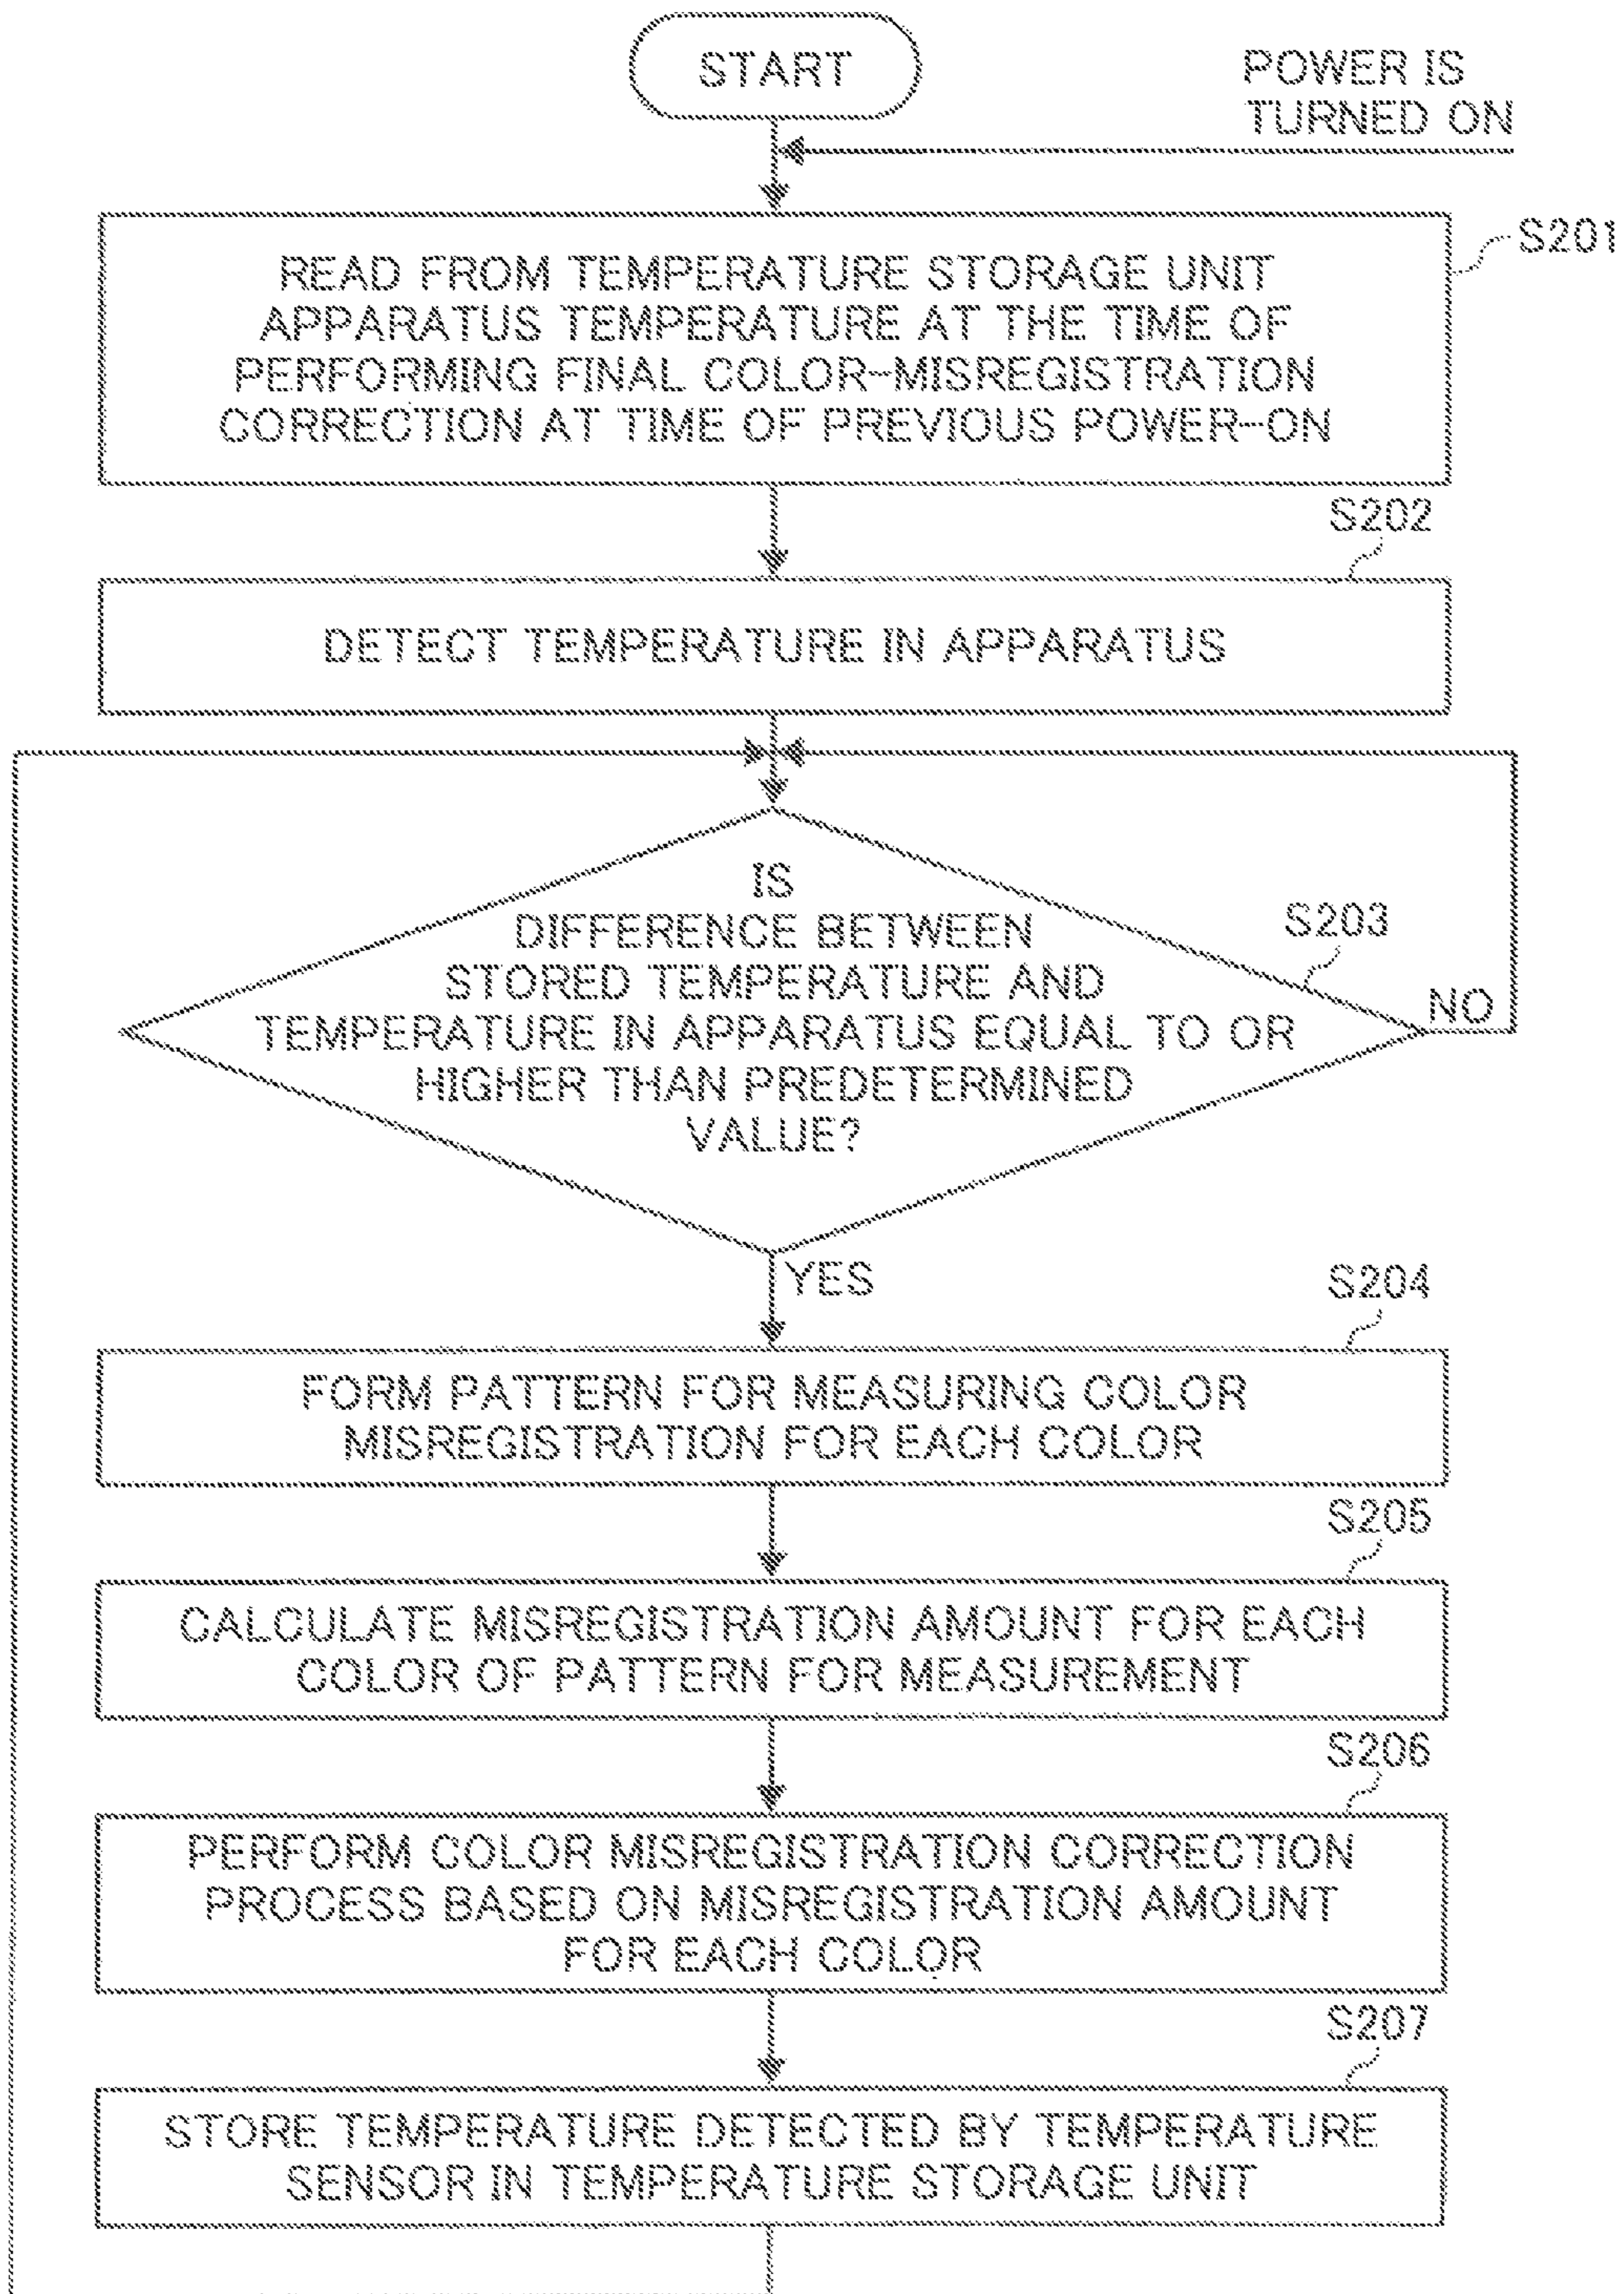 START
POWER IS
TURNED ON
S201
READ FROM TEMPERATURE STORAGE UNIT
APPARATUS TEMPERATURE AT THE TIME OF
PERFORMING FINAL COLOR-MISREGISTRATION
CORRECTION AT TIME OF PREVIOUS POWER-ON
S202
DETECT TEMPERATURE IN APPARATUS
IS
DIFFERENCE BETWEEN
STORED TEMPERATURE AND
TEMPERATURE IN APPARATUS EQUAL TO OR
HIGHER THAN PREDETERMINED
VALUE?
S203
NO
YES
S204
FORM PATTERN FOR MEASURING COLOR
MISREGISTRATION FOR EACH COLOR
S205
CALCULATE MISREGISTRATION AMOUNT FOR EACH
COLOR OF PATTERN FOR MEASUREMENT
S206
PERFORM COLOR MISREGISTRATION CORRECTION
PROCESS BASED ON MISREGISTRATION AMOUNT
FOR EACH COLOR
S207
STORE TEMPERATURE DETECTED BY TEMPERATURE
SENSOR IN TEMPERATURE STORAGE UNIT